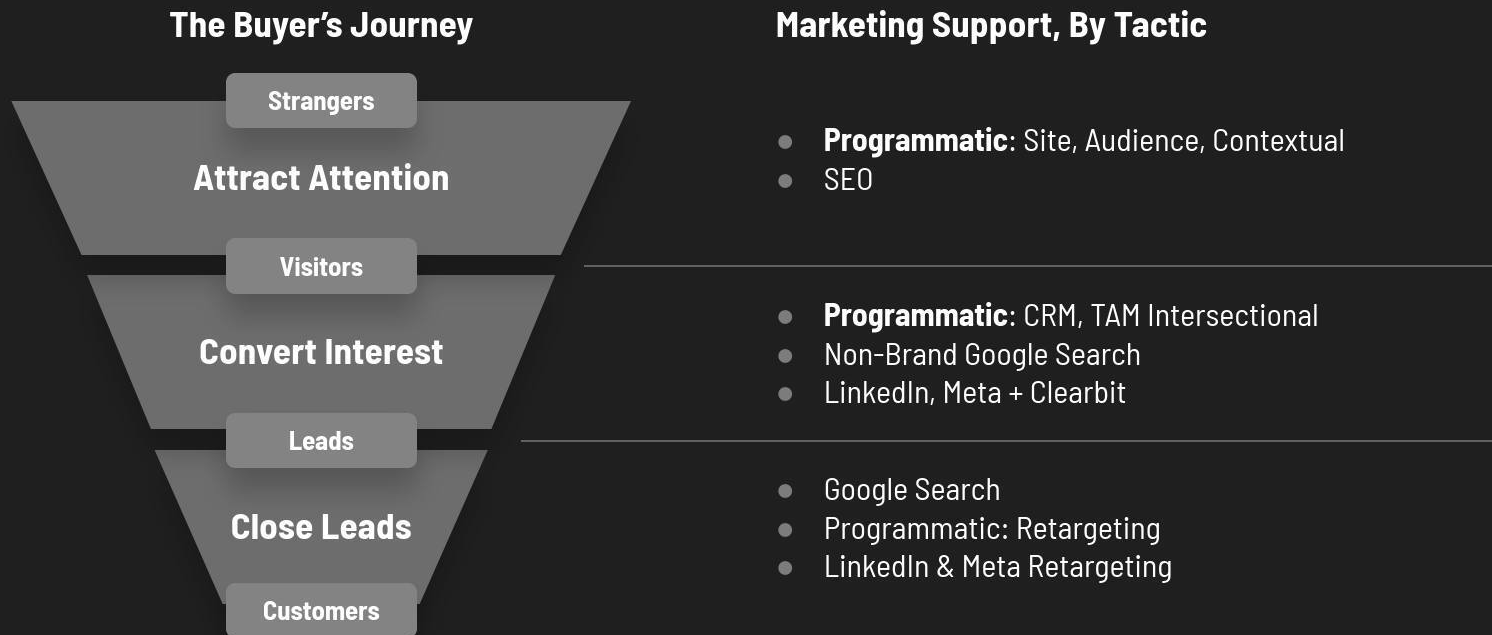 The Buyer’s Journey
Strangers
Attract Attention
Visitors
Convert Interest
Leads
Close Leads
Customers
Marketing Support, By Tactic
Programmatic: Site, Audience, Contextual
SEO
Programmatic: CRM, TAM Intersectional
Non-Brand Google Search
LinkedIn, Meta + Clearbit
Google Search
Programmatic: Retargeting
LinkedIn & Meta Retargeting